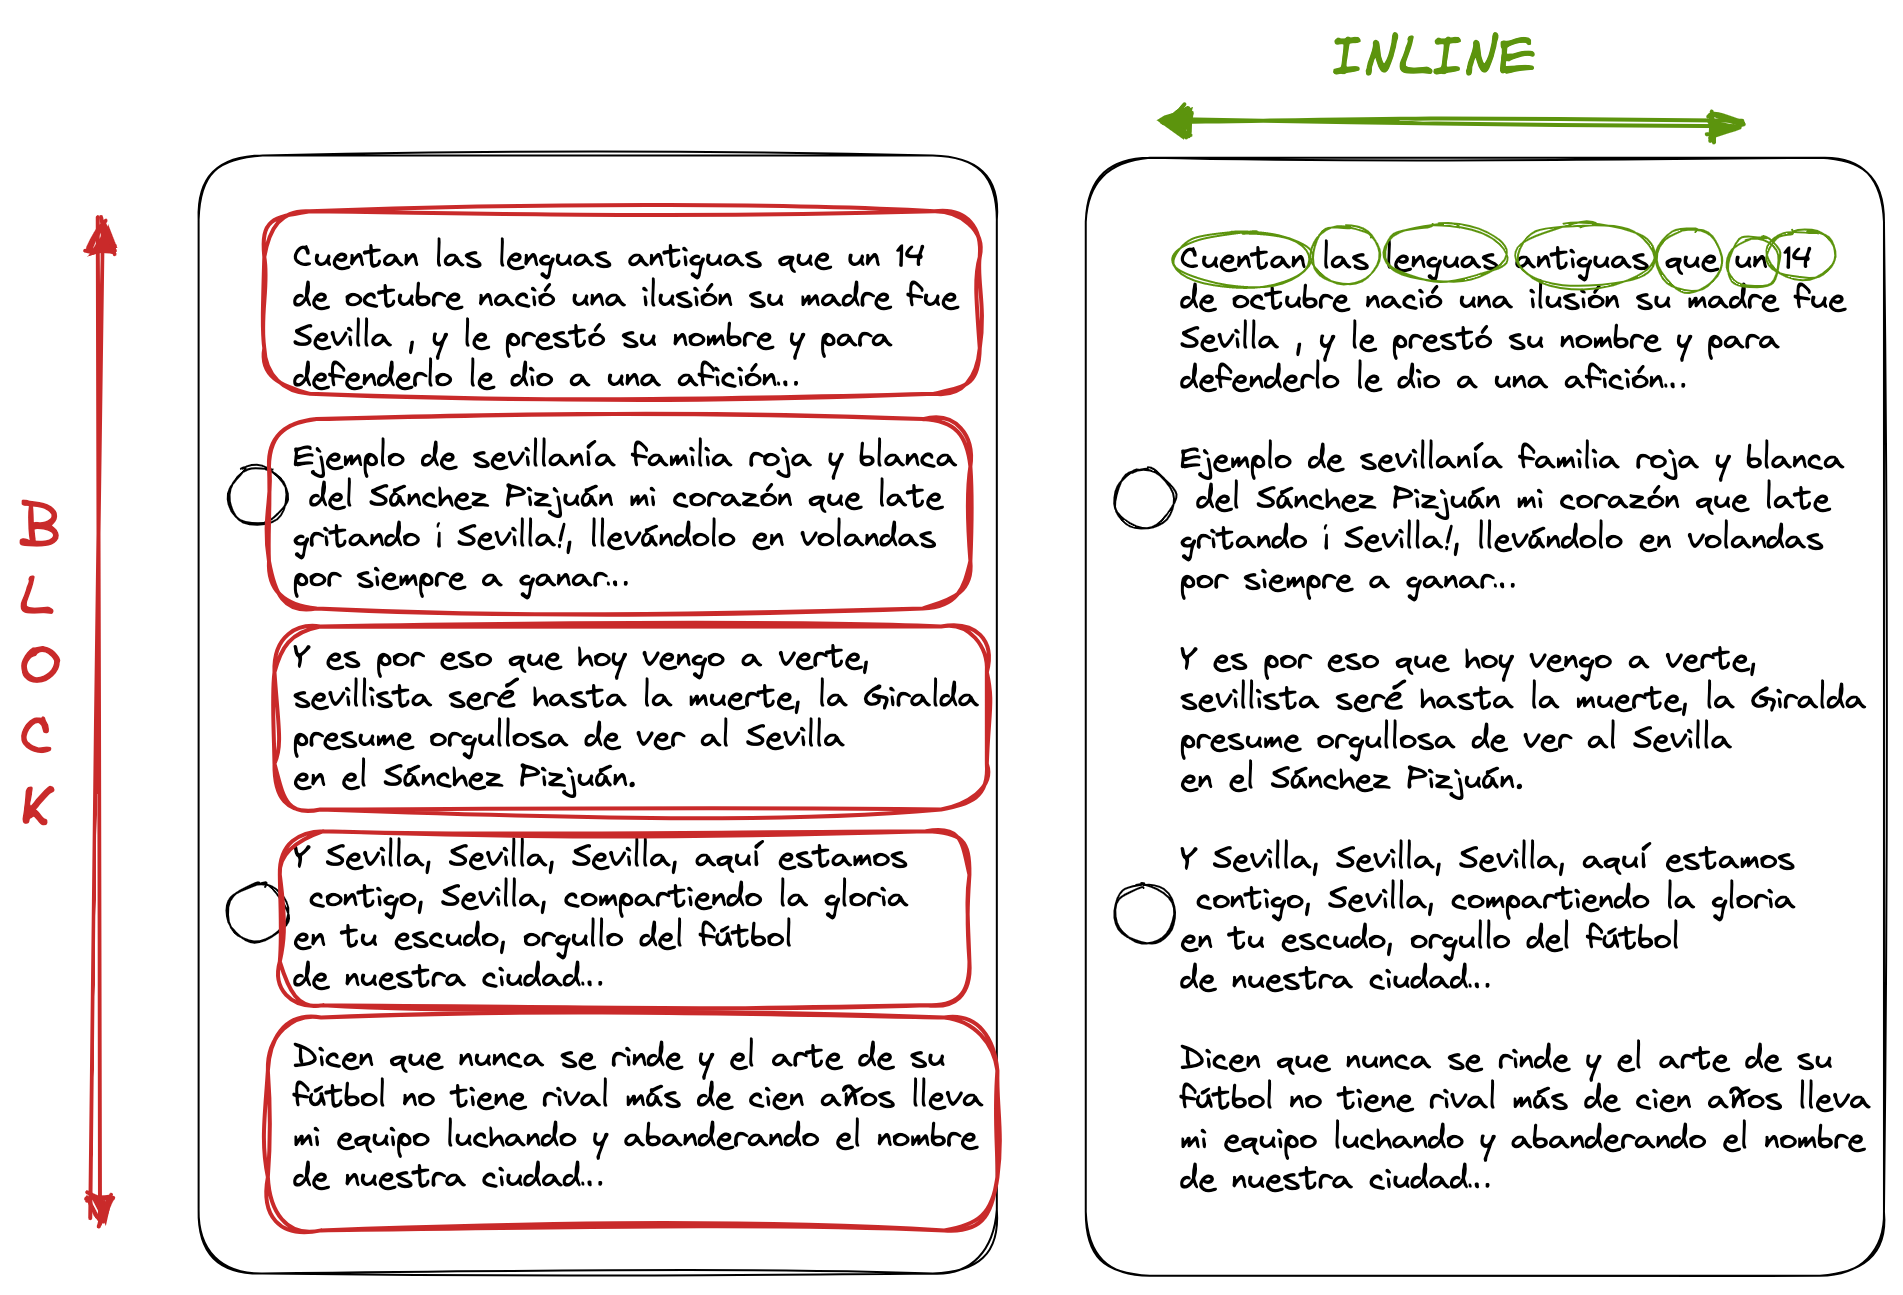 BLOCK
Cuentan las lenguas antiguas que un 14
de octubre nació una ilusión su madre fue
Sevilla , y le prestó su nombre y para
defenderlo le dio a una afición...
Ejemplo de sevillanía familia roja y blanca
del Sánchez Pizjuán mi corazón que late
gritando ¡ Sevilla!, llevándolo en volandas
por siempre a ganar...
Y es por eso que hoy vengo a verte,
sevillista seré hasta la muerte, la Giralda
presume orgullosa de ver al Sevilla
en el Sánchez Pizjuán.
Y Sevilla, Sevilla, Sevilla, aquí estamos
contigo, Sevilla, compartiendo la gloria
en tu escudo, orgullo del fútbol
de nuestra ciudad...
Dicen que nunca se rinde y el arte de su
fútbol no tiene rival más de cien años lleva
mi equipo luchando y abanderando el nombre
de nuestra ciudad...
INLINE
Cuentan las lenguas antiguas que un 14
de octubre nació una ilusión su madre fue
Sevilla , y le prestó su nombre y para
defenderlo le dio a una afición...
Ejemplo de sevillanía familia roja y blanca
del Sánchez Pizjuán mi corazón que late
gritando ¡ Sevilla!, llevándolo en volandas
por siempre a ganar...
Y es por eso que hoy vengo a verte,
sevillista seré hasta la muerte, la Giralda
presume orgullosa de ver al Sevilla
en el Sánchez Pizjuán.
Y Sevilla, Sevilla, Sevilla, aquí estamos
contigo, Sevilla, compartiendo la gloria
en tu escudo, orgullo del fútbol
de nuestra ciudad...
Dicen que nunca se rinde y el arte de su
fútbol no tiene rival más de cien años lleva
mi equipo luchando y abanderando el nombre
de nuestra ciudad...